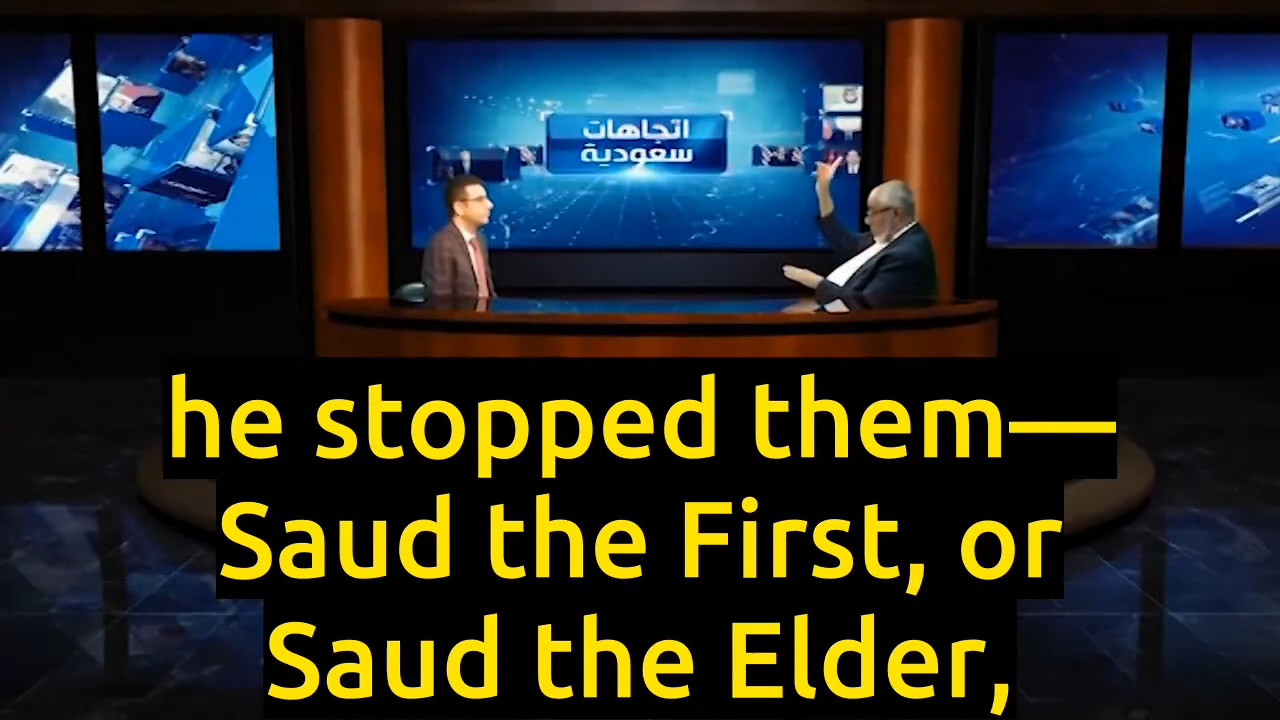 اتجاهات
سعودية
he stopped them—
Saud the First, or
Saud the Elder,